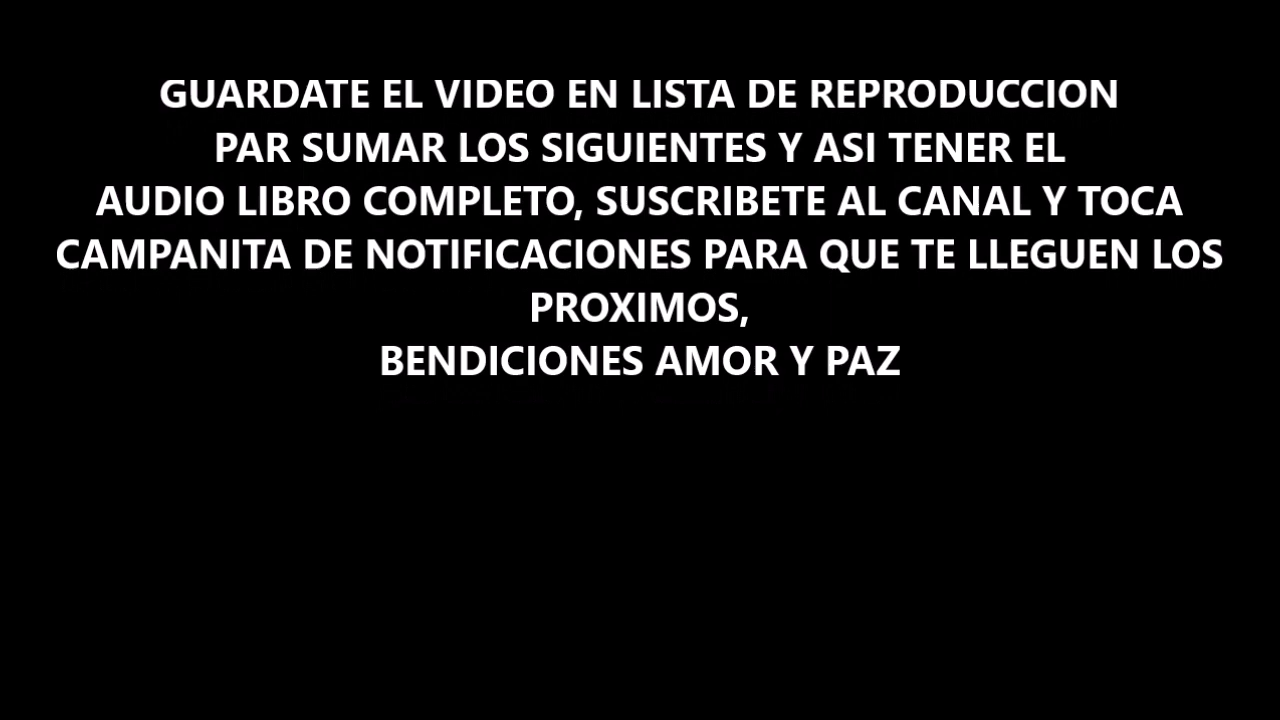 GUARDATE EL VIDEO EN LISTA DE REPRODUCCION
PAR SUMAR LOS SIGUIENTES Y ASI TENER EL
AUDIO LIBRO COMPLETO, SUSCRIBETE AL CANAL Y TOCA
CAMPANITA DE NOTIFICACIONES PARA QUE TE LLEGUEN LOS
PROXIMOS,
BENDICIONES AMOR Y PAZ